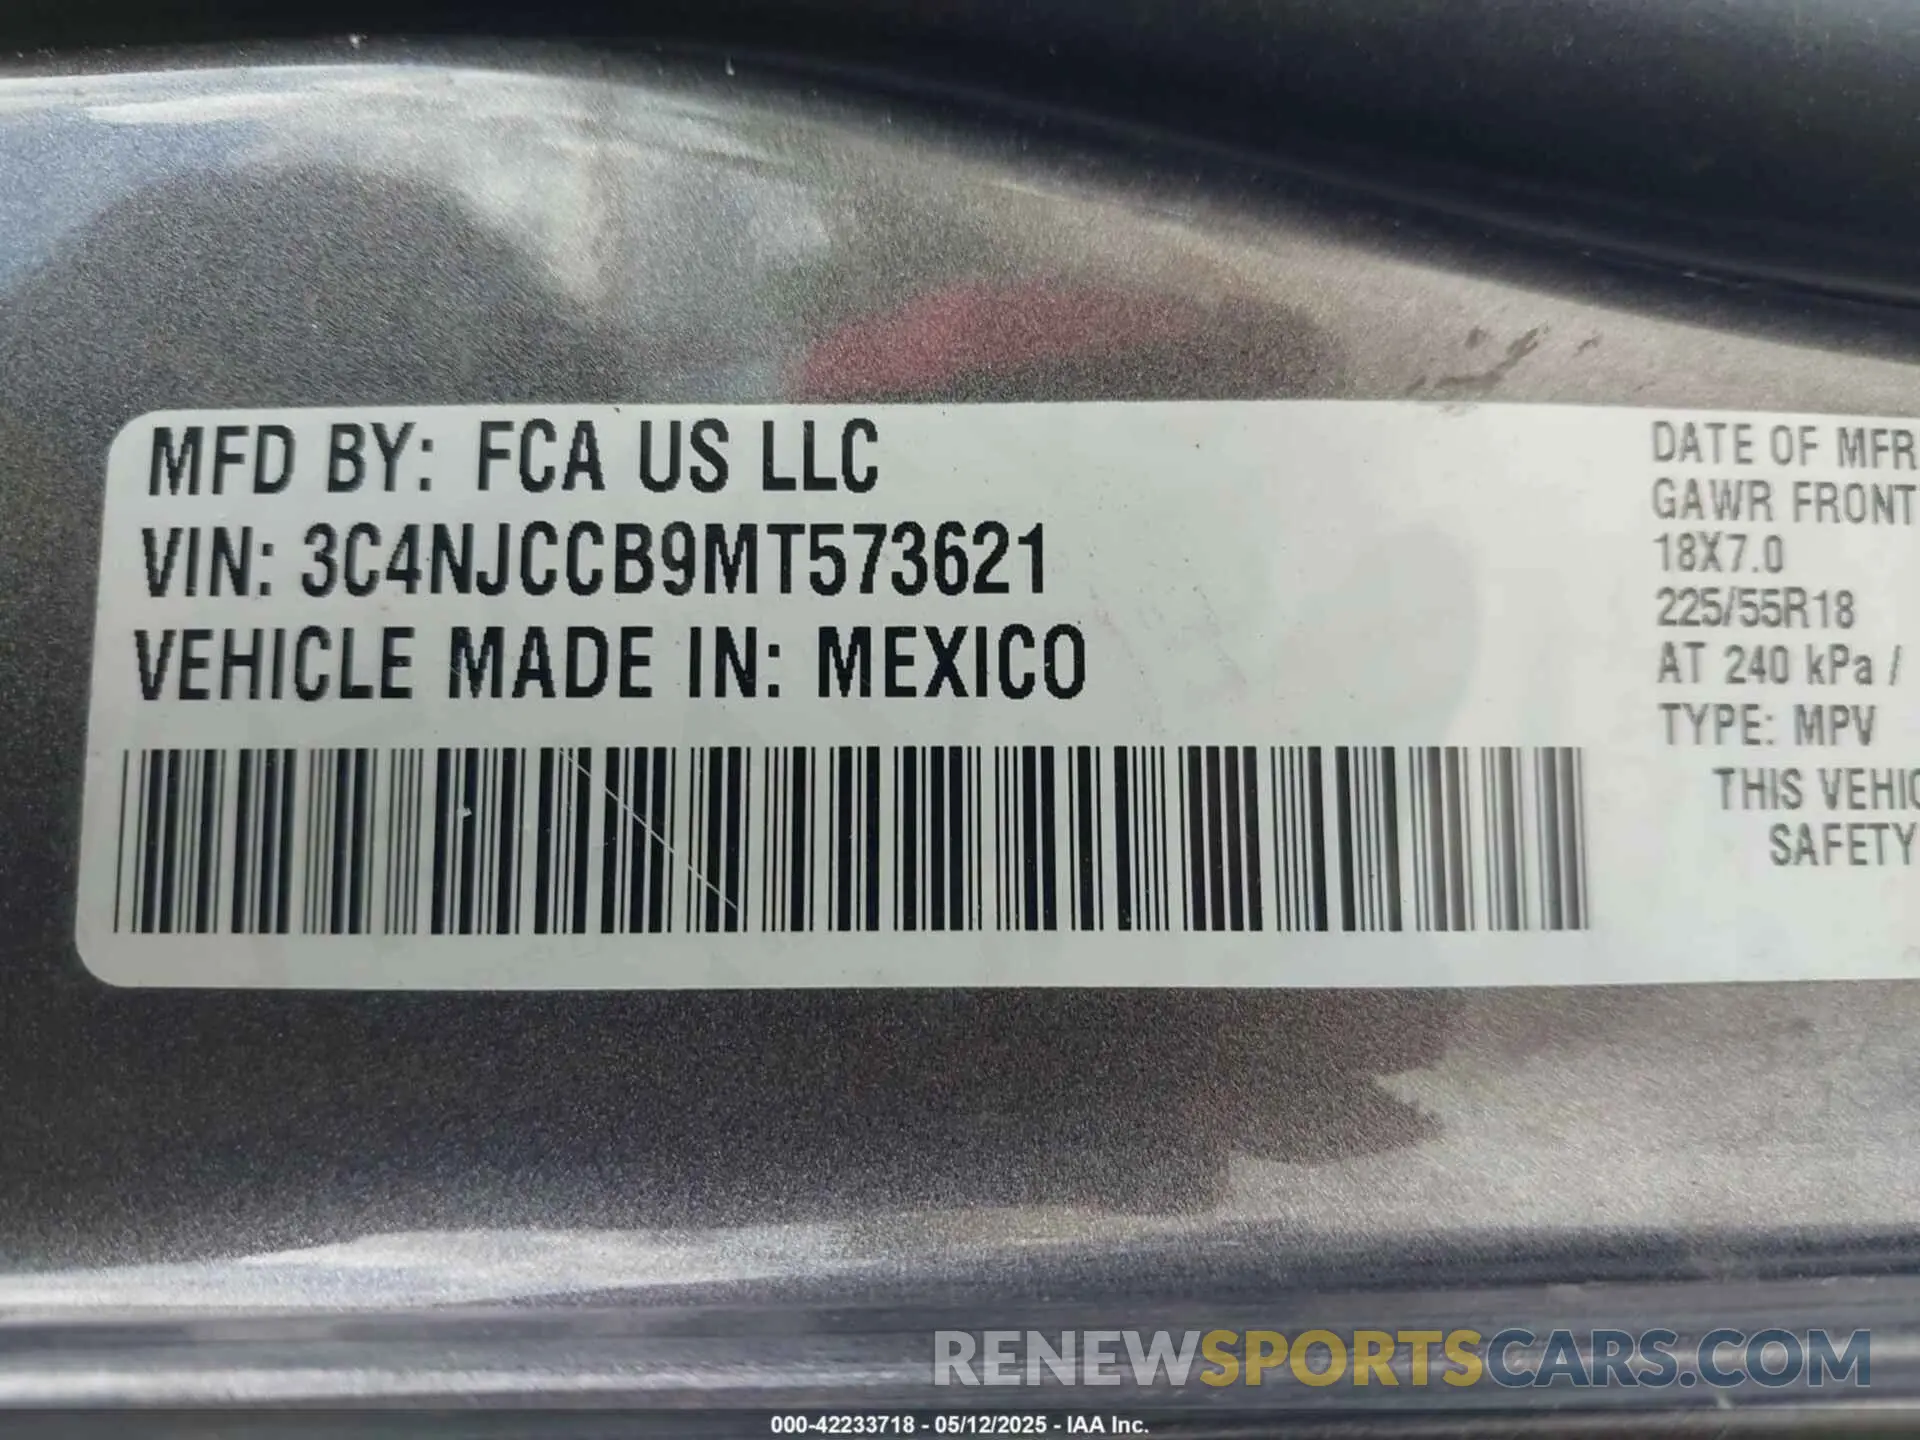 MFD BY: FCA US LLC
VIN: 3C4NJCCB9MT573621
VEHICLE MADE IN: MEXICO
DATE OF MFR
GAWR FRONT
18X7.0
225/55R18
AT 240 kPa /
TYPE: MPV
THIS VEHIC
SAFETY
RENEWSPORTSCARS.COM
000-42233718 - 05/12/2025 - IAA Inc.